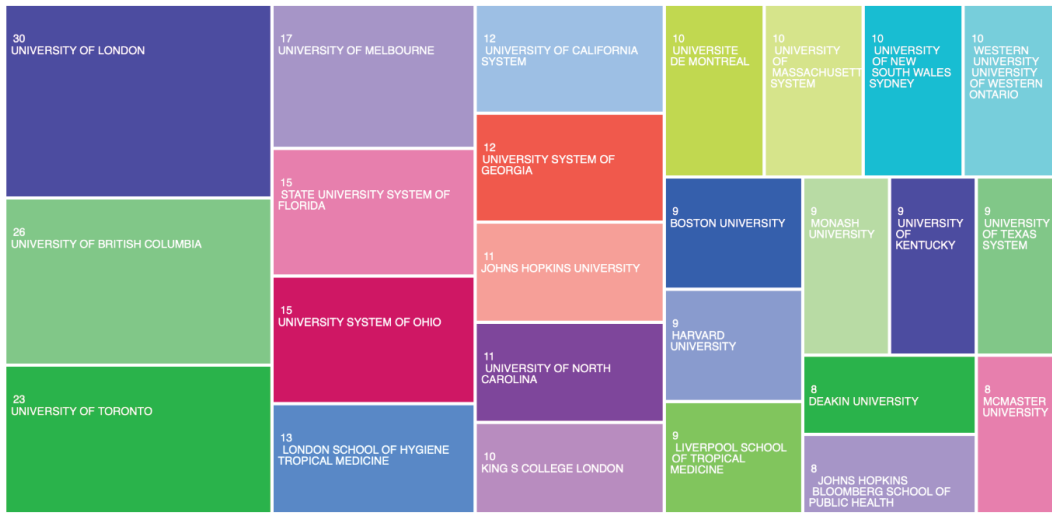 30
UNIVERSITY OF LONDON
26
UNIVERSITY OF BRITISH COLUMBIA
23
UNIVERSITY OF TORONTO
17
UNIVERSITY OF MELBOURNE
15
STATE UNIVERSITY SYSTEM OF
FLORIDA
15
UNIVERSITY SYSTEM OF OHIO
13
LONDON SCHOOL OF HYGIENE
TROPICAL MEDICINE
12
UNIVERSITY OF CALIFORNIA
SYSTEM
12
UNIVERSITY SYSTEM OF
GEORGIA
11
JOHNS HOPKINS UNIVERSITY
11
UNIVERSITY OF NORTH
CAROLINA
10
KING S COLLEGE LONDON
10
UNIVERSITE
DE MONTREAL
10
UNIVERSITY
OF
MASSACHUSETT
SYSTEM
10
UNIVERSITY
OF NEW
SOUTH WALES
SYDNEY
10
WESTERN
UNIVERSITY
UNIVERSITY
OF WESTERN
ONTARIO
9
BOSTON UNIVERSITY
9
HARVARD
UNIVERSITY
9
LIVERPOOL SCHOOL
OF TROPICAL
MEDICINE
9
MONASH
UNIVERSITY
9
UNIVERSITY
OF
KENTUCKY
9
UNIVERSITY
OF TEXAS
SYSTEM
8
DEAKIN UNIVERSITY
8
JOHNS HOPKINS
BLOOMBERG SCHOOL OF
PUBLIC HEALTH
8
MCMASTER
UNIVERSITY